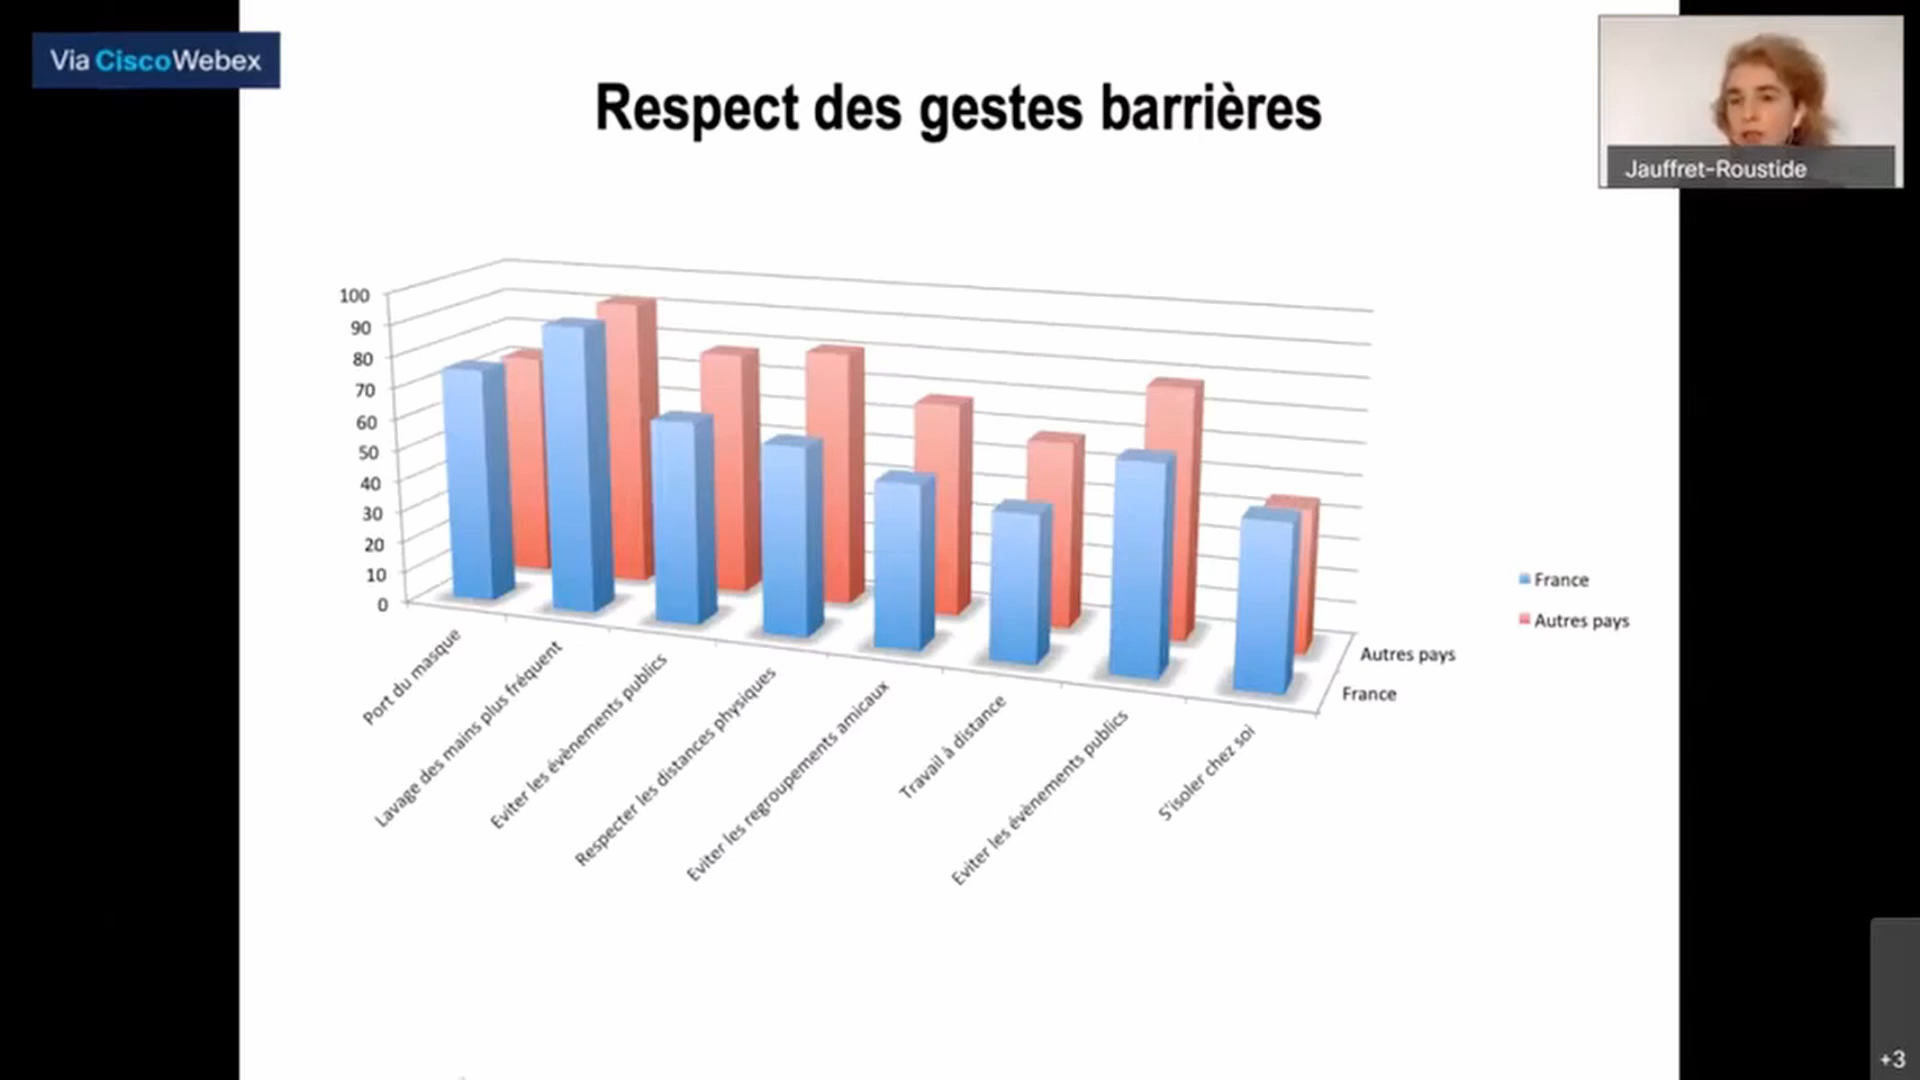 Via CiscoWebex
Respect des gestes barrières
Jauffret-Roustide
100
90
80
70
60
50
40
30
20
10
0
Port du masque
Lavage des mains plus fréquent
Eviter les évènements publics
Respecter les distances physiques
Eviter les regroupements amicaux
Travail à distance
Eviter les évènements publics
S'isoler chez soi
Autres pays
France
France
Autres pays
+3